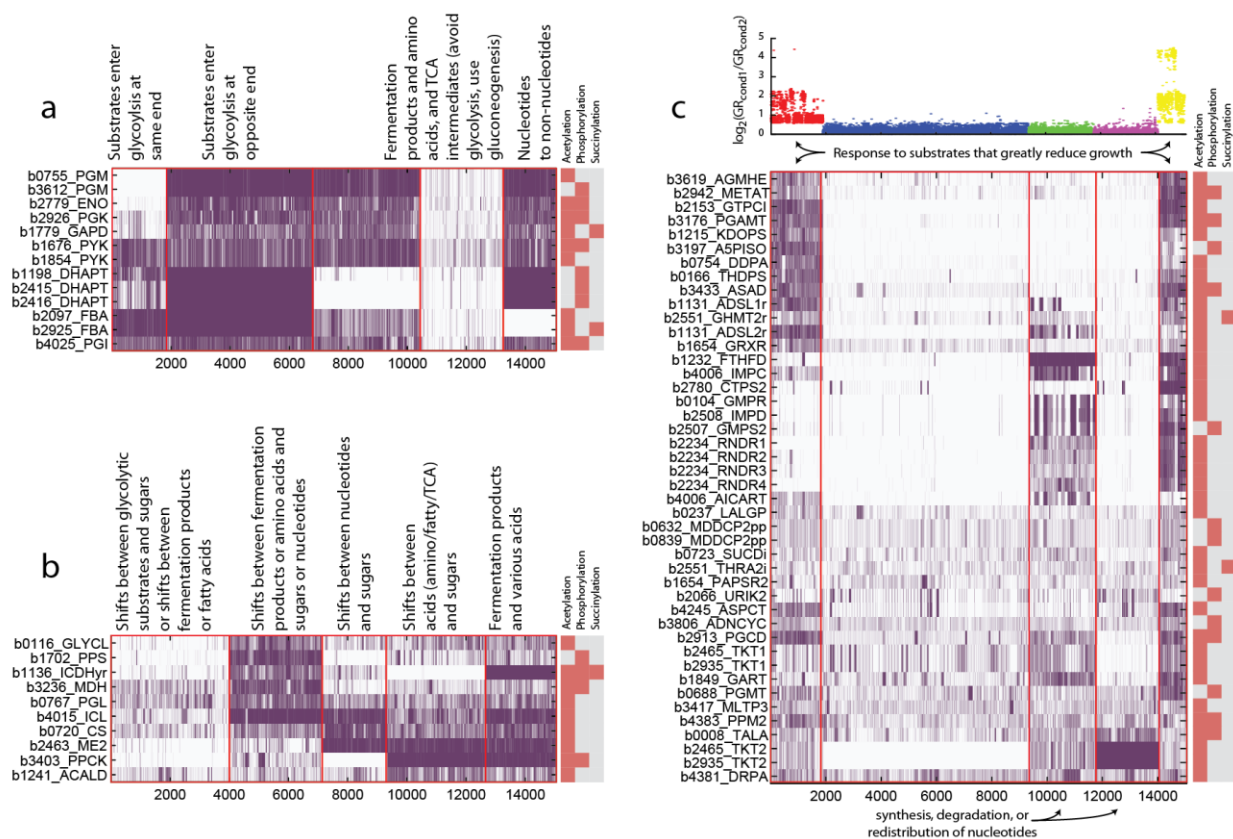 a
Substrates enter
glycolysis at
same end
Substrates enter
glycoylsis at
opposite end
Fermentation
products and amino
acids, and TCA
intermediates (avoid
glycolysis, use
gluconeogenesis)
Nucleotides
to non-nucleotides
Acetylation
Phosphorylation
Succinylation
b0755_PGM
b3612_PGM
b2779_ENO
b2926_PGK
b1779_GAPD
b1676_PYK
b1854_PYK
b1198_DHAPT
b2415_DHAPT
b2416_DHAPT
b2097_FBA
b2925_FBA
b4025_PGI
2000 4000 6000 8000 10000 12000 14000
b
Shifts between glycolytic
substrates and sugars
or shifts between
fermentation products
or fatty acids
Shifts between fermentation
products or amino acids and
sugars or nucleotides
Shifts between nucleotides
and sugars
Shifts between
acids (amino/fatty/TCA)
and sugars
Fermentation products
and various acids
Acetylation
Phosphorylation
Succinylation
b0116_GLYCL
b1702_PPS
b1136_ICDHyr
b3236_MDH
b0767_PGL
b4015_ICL
b0720_CS
b2463_ME2
b3403_PPCK
b1241_ACALD
2000 4000 6000 8000 10000 12000 14000
c
log2(GRcond1/GRcond2)
5
4
3
2
1
0
Response to substrates that greatly reduce growth
Acetylation
Phosphorylation
Succinylation
b3619_AGMHE
b2942_METAT
b2153_GTPCI
b3176_PGAMT
b1215_KDOPS
b3197_A5PISO
b0754_DDPA
b0166_THDPS
b3433_ASAD
b1131_ADSL1r
b2551_GHMT2r
b1131_ADSL2r
b1654_GRXR
b1232_FTHFD
b4006_IMPC
b2780_CTPS2
b0104_GMPR
b2508_IMPD
b2507_GMPS2
b2234_RNDR1
b2234_RNDR2
b2234_RNDR3
b2234_RNDR4
b4006_AICART
b0237_LALGP
b0632_MDDCP2pp
b0839_MDDCP2pp
b0723_SUCDi
b2551_THRA2i
b1654_PAPSR2
b2066_URIK2
b4245_ASPCT
b3806_ADNCYC
b2913_PGCD
b2465_TKT1
b2935_TKT1
b1849_GART
b0688_PGMT
b3417_MLTP3
b4383_PPM2
b0008_TALA
b2465_TKT2
b2935_TKT2
b4381_DRPA
2000 4000 6000 8000 10000 12000 14000
synthesis, degradation, or
redistribution of nucleotides